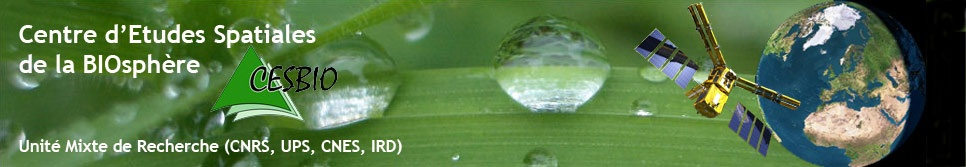 Centre d'Etudes Spatiales
de la BIOsphère
CESBIO
Unité Mixte de Recherche (CNRS, UPS, CNES, IRD)